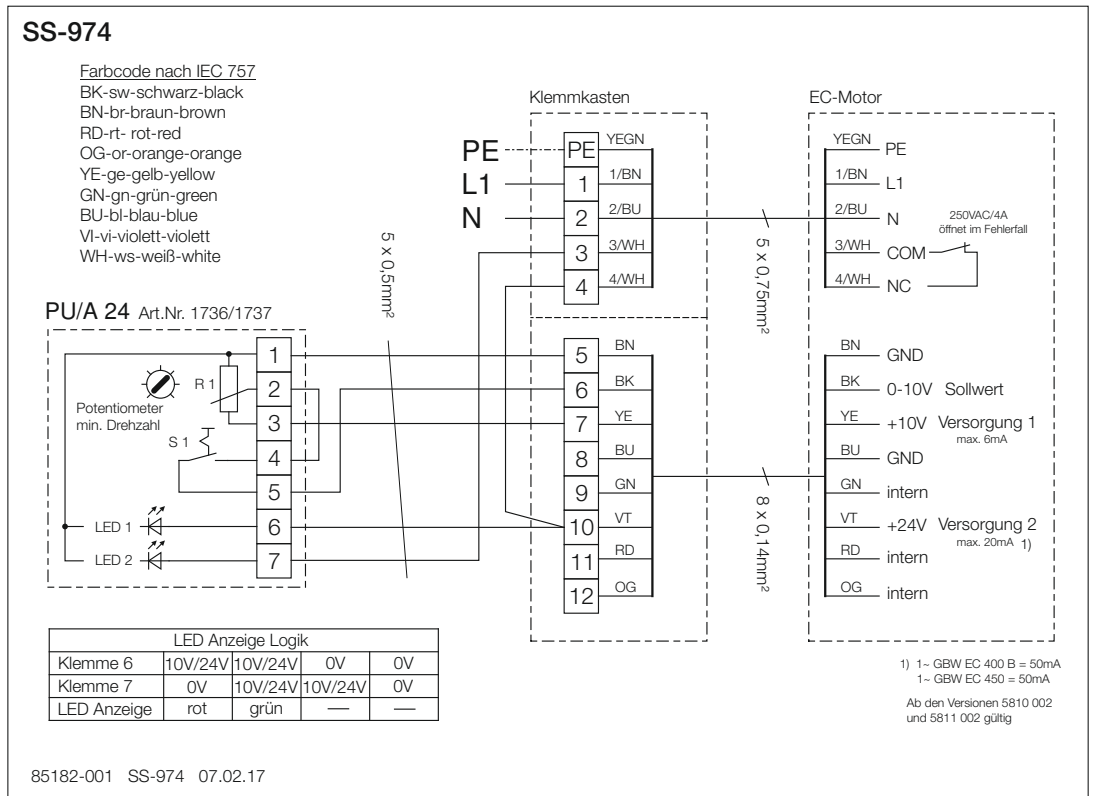 SS-974
Farbcode nach IEC 757
BK-sw-schwarz-black
BN-br-braun-brown
RD-rt- rot-red
OG-or-orange-orange
YE-ge-gelb-yellow
GN-gn-grün-green
BU-bl-blau-blue
VI-vi-violett-violett
WH-ws-weiß-white
PU/A 24 Art.Nr. 1736/1737
Potentiometer
min. Drehzahl
R 1
S 1
LED 1
LED 2
1
2
3
4
5
6
7
5 x 0,5mm²
Klemmkasten
PE PE YEGN
L1 1 1/BN
N 2 2/BU
3 3/WH
4 4/WH
5 BN
6 BK
7 YE
8 BU
9 GN
10 VT
11 RD
12 OG
5 x 0,75mm²
8 x 0,14mm²
EC-Motor
YEGN PE
1/BN L1
2/BU N
250VAC/4A
öffnet im Fehlerfall
3/WH COM
4/WH NC
BN GND
BK 0-10V Sollwert
YE +10V Versorgung 1
max. 6mA
BU GND
GN intern
VT +24V Versorgung 2
max. 20mA 1)
RD intern
OG intern
LED Anzeige Logik
Klemme 6 10V/24V 10V/24V 0V 0V
Klemme 7 0V 10V/24V 10V/24V 0V
LED Anzeige rot grün — —
1) 1~ GBW EC 400 B = 50mA
1~ GBW EC 450 = 50mA
Ab den Versionen 5810 002
und 5811 002 gültig
85182-001 SS-974 07.02.17